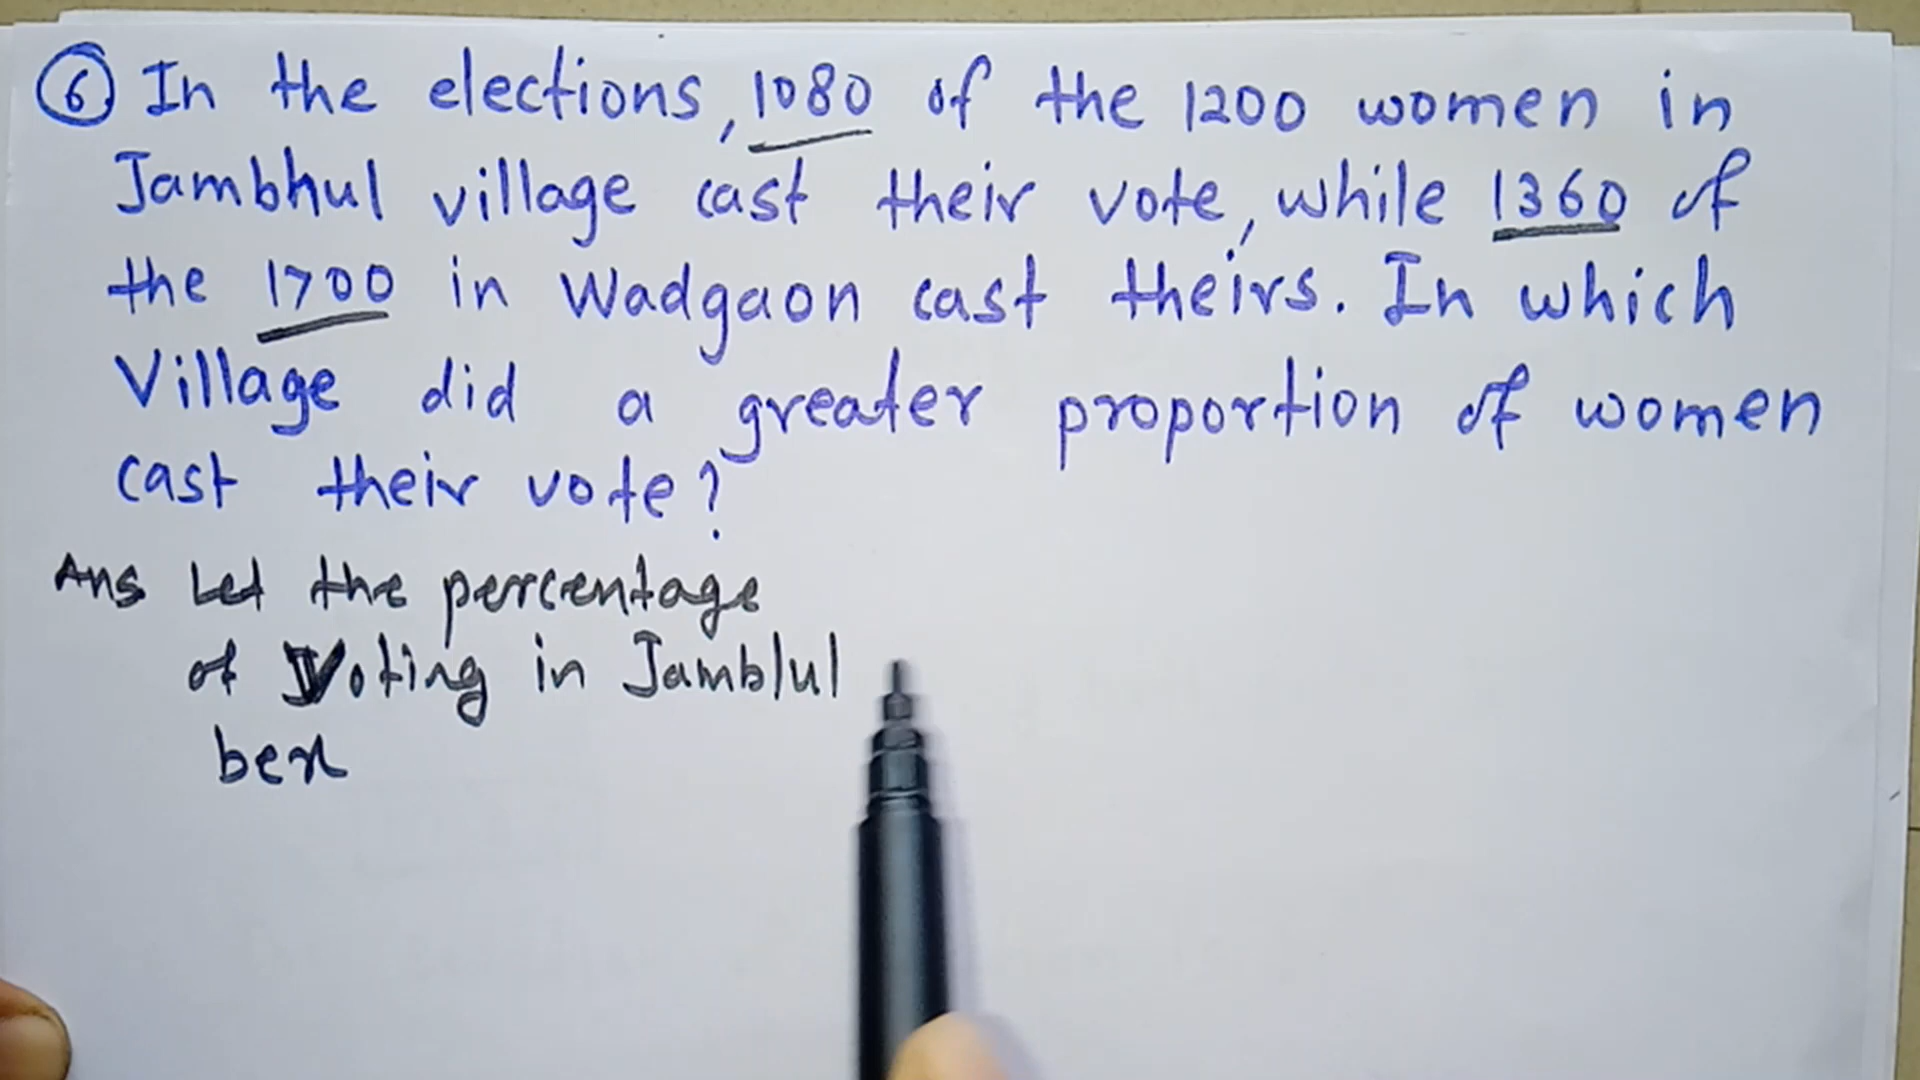 6 In the elections, 1080 of the 1200 women in
Jambhul village cast their vote, while 1360 of
the 1700 in Wadgaon cast theirs. In which
Village did a greater proportion of women
cast their vote?
Ans Let the percentage
of Voting in Jamblul
be x